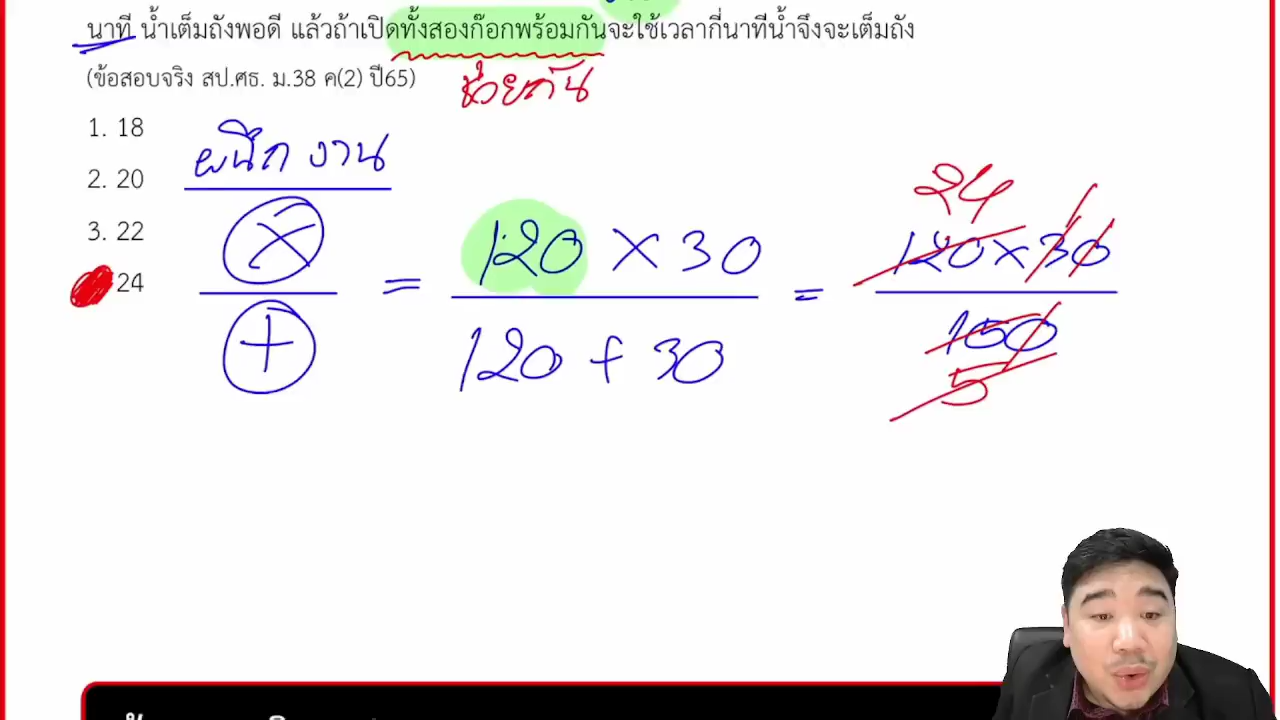 นาที น้ำเต็มถังพอดี แล้วถ้าเปิดทั้งสองก๊อกพร้อมกันจะใช้เวลากี่นาทีน้ำจึงจะเต็มถัง
(ข้อสอบจริง สป.ศธ. ม.38 ค(2) ปี65)
ช่วยกัน
1. 18
2. 20
3. 22
24
ผนึก งาน
× / + = 120 × 30 / 120 + 30 = 120 × 30 / 150
24
5